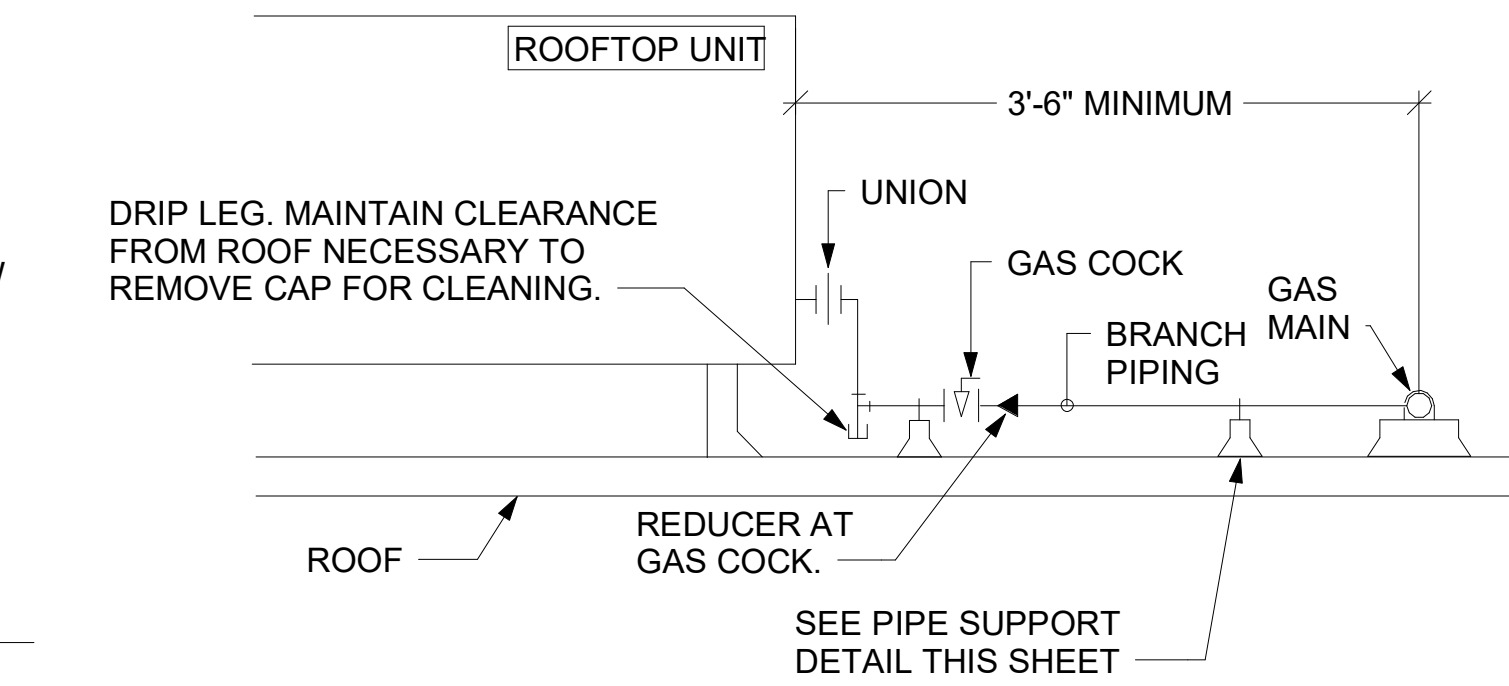 ROOFTOP UNIT
3'-6" MINIMUM
DRIP LEG. MAINTAIN CLEARANCE
FROM ROOF NECESSARY TO
REMOVE CAP FOR CLEANING.
UNION
GAS COCK
BRANCH
PIPING
GAS
MAIN
ROOF
REDUCER AT
GAS COCK.
SEE PIPE SUPPORT
DETAIL THIS SHEET